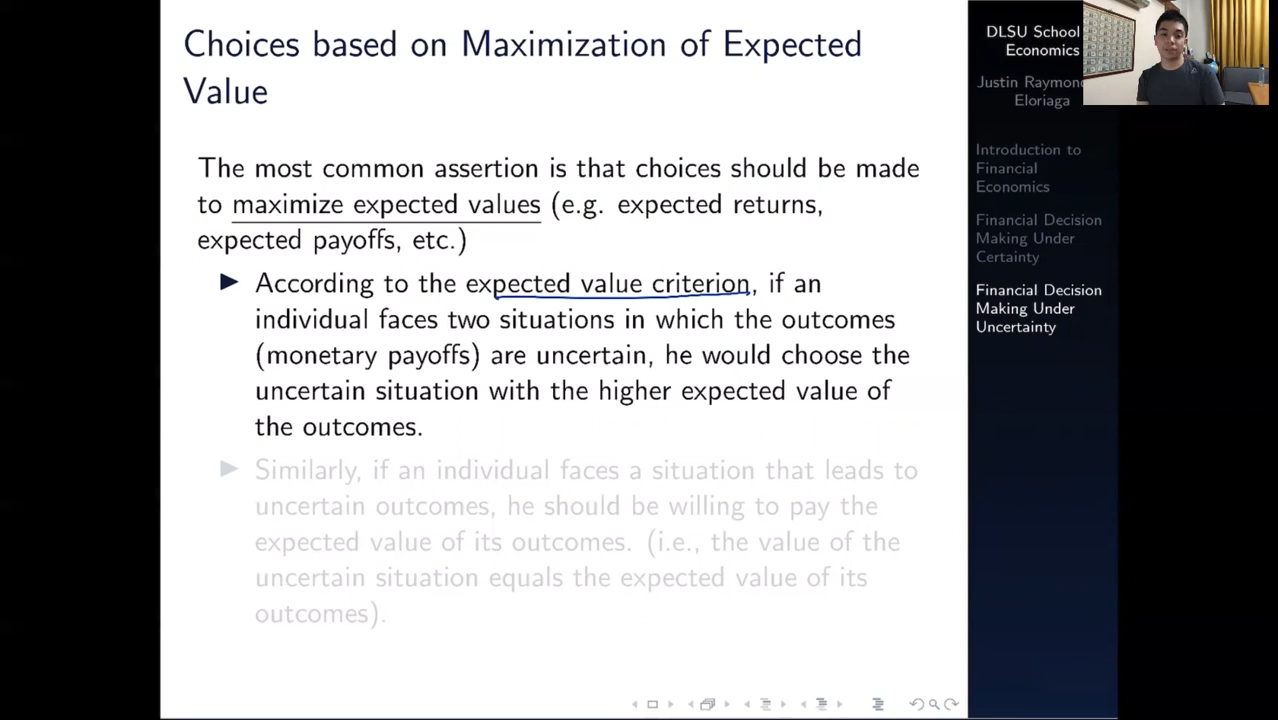 Choices based on Maximization of Expected
Value
The most common assertion is that choices should be made
to maximize expected values (e.g. expected returns,
expected payoffs, etc.)
According to the expected value criterion, if an
individual faces two situations in which the outcomes
(monetary payoffs) are uncertain, he would choose the
uncertain situation with the higher expected value of
the outcomes.
Similarly, if an individual faces a situation that leads to
uncertain outcomes, he should be willing to pay the
expected value of its outcomes. (i.e., the value of the
uncertain situation equals the expected value of its
outcomes).
DLSU School
Economics
Justin Raymon
Eloriaga
Introduction to
Financial
Economics
Financial Decision
Making Under
Certainty
Financial Decision
Making Under
Uncertainty